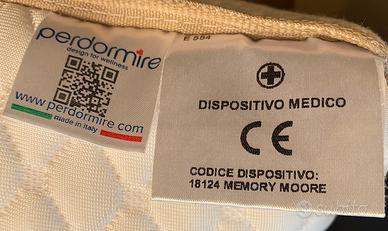 perdormire
design for wellness
www.perdormire.com
made in italy
E 554
DISPOSITIVO MEDICO
CE
CODICE DISPOSITIVO:
18124 MEMORY MOORE
subito